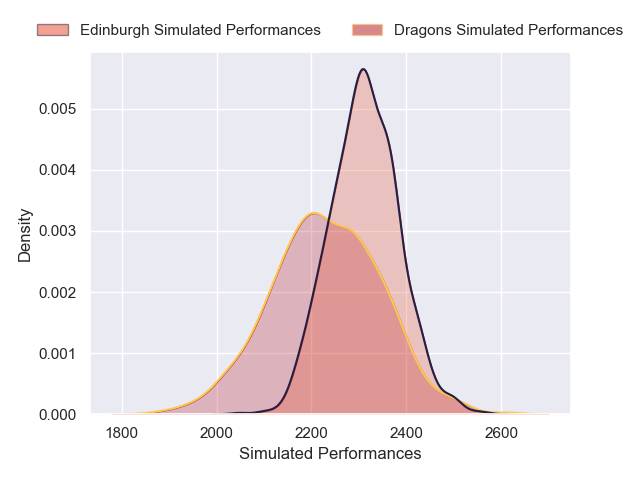 Edinburgh Simulated Performances
Dragons Simulated Performances
0.005
0.004
0.003
0.002
0.001
0.000
Density
1800
2000
2200
2400
2600
Simulated Performances